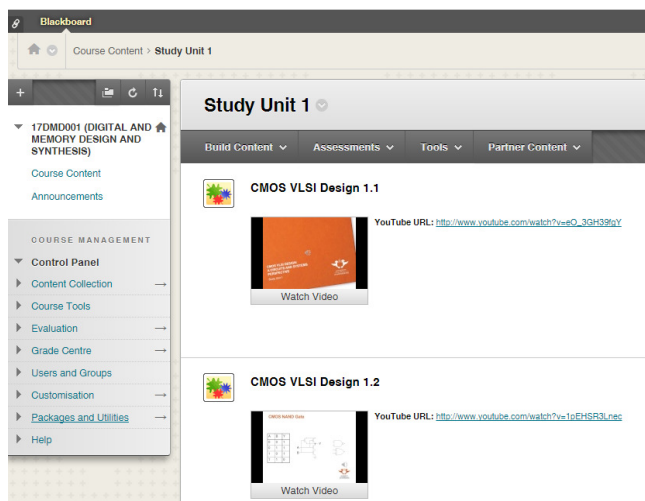 Blackboard
Course Content > Study Unit 1
17DMD001 (DIGITAL AND
MEMORY DESIGN AND
SYNTHESIS)
Course Content
Announcements
COURSE MANAGEMENT
Control Panel
Content Collection
Course Tools
Evaluation
Grade Centre
Users and Groups
Customisation
Packages and Utilities
Help
Study Unit 1
Build Content
Assessments
Tools
Partner Content
CMOS VLSI Design 1.1
YouTube URL: http://www.youtube.com/watch?v=eO_3GH39fgY
Watch Video
CMOS VLSI Design 1.2
YouTube URL: http://www.youtube.com/watch?v=1pEHSR3Lnec
CMOS NAND Gate
Watch Video